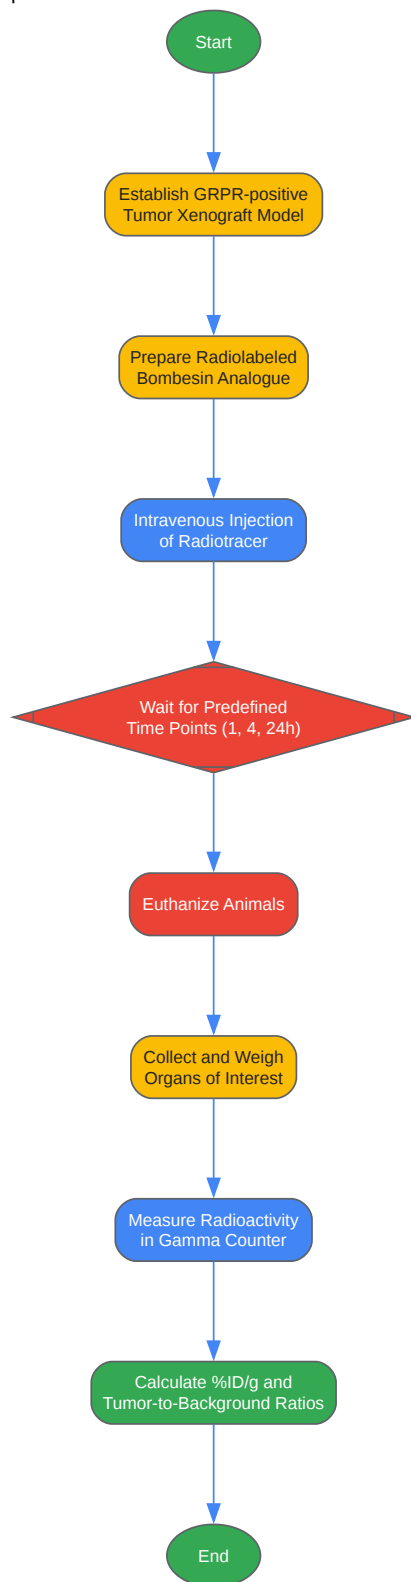 Start
Establish GRPR-positive
Tumor Xenograft Model
Prepare Radiolabeled
Bombesin Analogue
Intravenous Injection
of Radiotracer
Wait for Predefined
Time Points (1, 4, 24h)
Euthanize Animals
Collect and Weigh
Organs of Interest
Measure Radioactivity
in Gamma Counter
Calculate %ID/g and
Tumor-to-Background Ratios
End